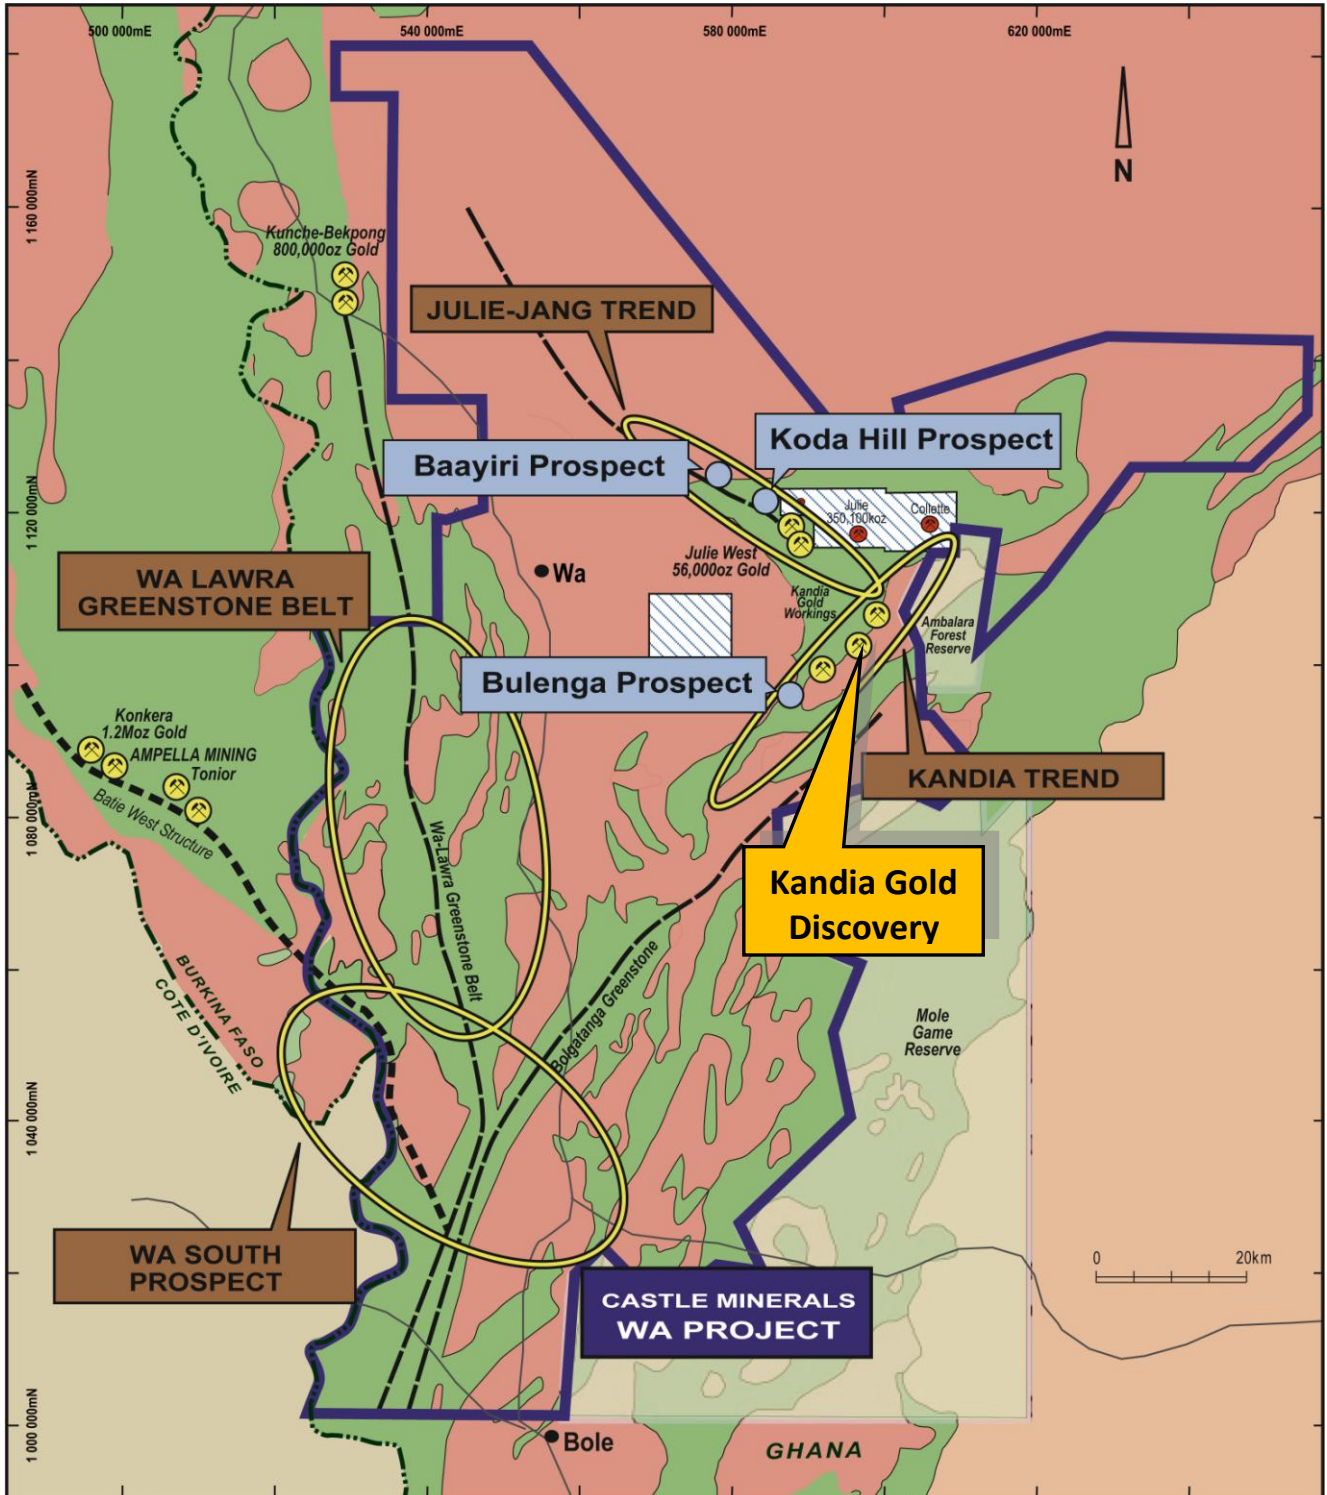 500 000mE
540 000mE
580 000mE
620 000mE
N
1 160 000mN
Kunche-Bekpong
800,000oz Gold
JULIE-JANG TREND
Koda Hill Prospect
Baayiri Prospect
1 120 000mN
Julie
350,100koz
Collette
Julie West
56,000oz Gold
Wa
WA LAWRA
GREENSTONE BELT
Kandia
Gold
Workings
Ambalara
Forest
Reserve
Bulenga Prospect
Konkera
1.2Moz Gold
AMPELLA MINING
Tonior
Batie West Structure
KANDIA TREND
1 080 000mN
Wa-Lawra Greenstone Belt
Kandia Gold
Discovery
Bolgatanga Greenstone
BURKINA FASO
COTE D'IVOIRE
Mole
Game
Reserve
1 040 000mN
WA SOUTH
PROSPECT
0 20km
CASTLE MINERALS
WA PROJECT
1 000 000mN
Bole
GHANA